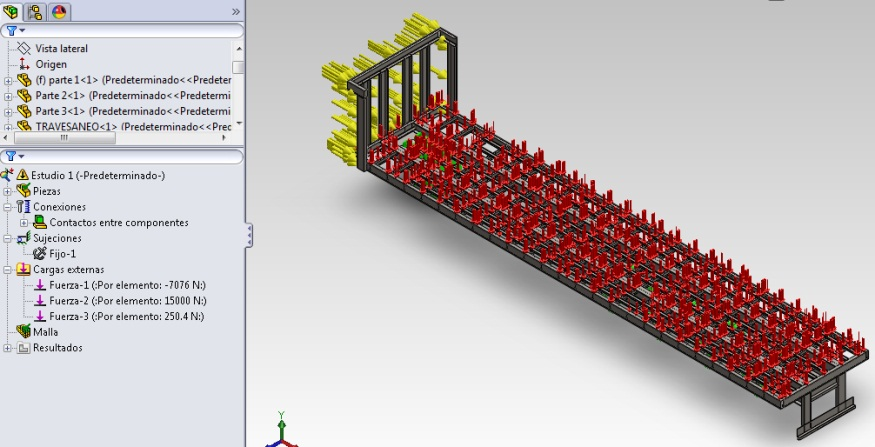 »
Vista lateral
Origen
(f) parte 1<1> (Predeterminado<<Predeter
Parte 2<1> (Predeterminado<<Predetermi
Parte 3<1> (Predeterminado<<Predetermi
TRAVESANEO<1> (Predeterminado<<Pred
Estudio 1 (-Predeterminado-)
Piezas
Conexiones
Contactos entre componentes
Sujeciones
Fijo-1
Cargas externas
Fuerza-1 (:Por elemento: -7076 N:)
Fuerza-2 (:Por elemento: 15000 N:)
Fuerza-3 (:Por elemento: 250.4 N:)
Malla
Resultados
Y